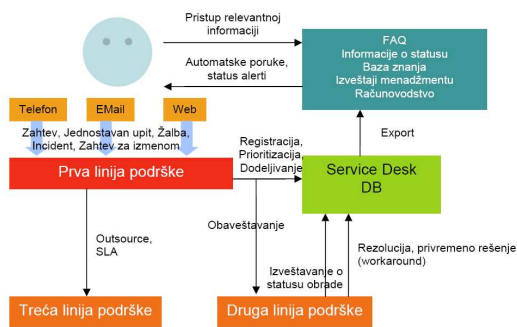 Pristup relevantnoj
informaciji
FAQ
Informacije o statusu
Baza znanja
Izveštaji menadžmentu
Računovodstvo
Automatske poruke,
status alerti
Telefon
EMail
Web
Zahtev, Jednostavan upit, Žalba,
Incident, Zahtev za izmenom
Registracija,
Prioritizacija,
Dodeljivanje
Export
Prva linija podrške
Service Desk
DB
Obaveštavanje
Outsource,
SLA
Rezolucija, privremeno rešenje
(workaround)
Izveštavanje o
statusu obrade
Treća linija podrške
Druga linija podrške